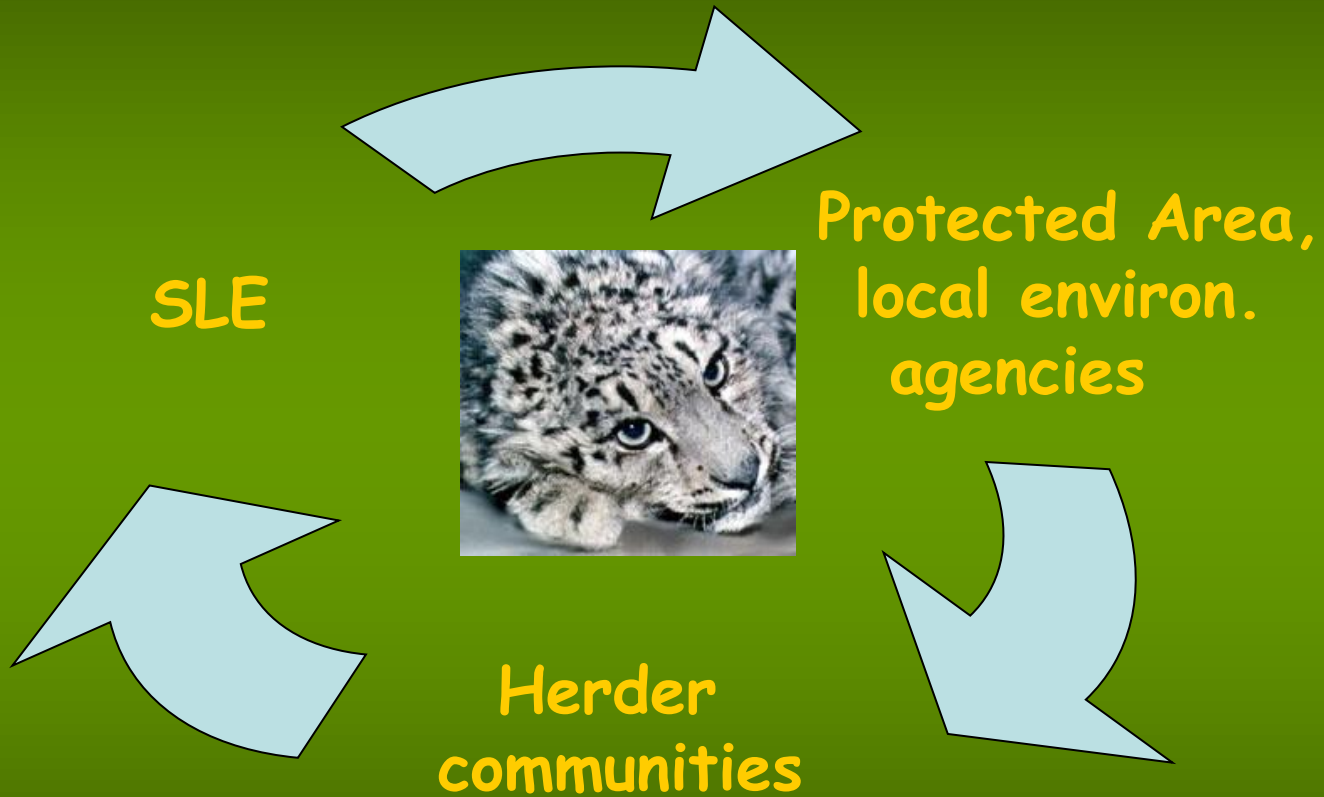 SLE
Protected Area,
local environ.
agencies
Herder
communities